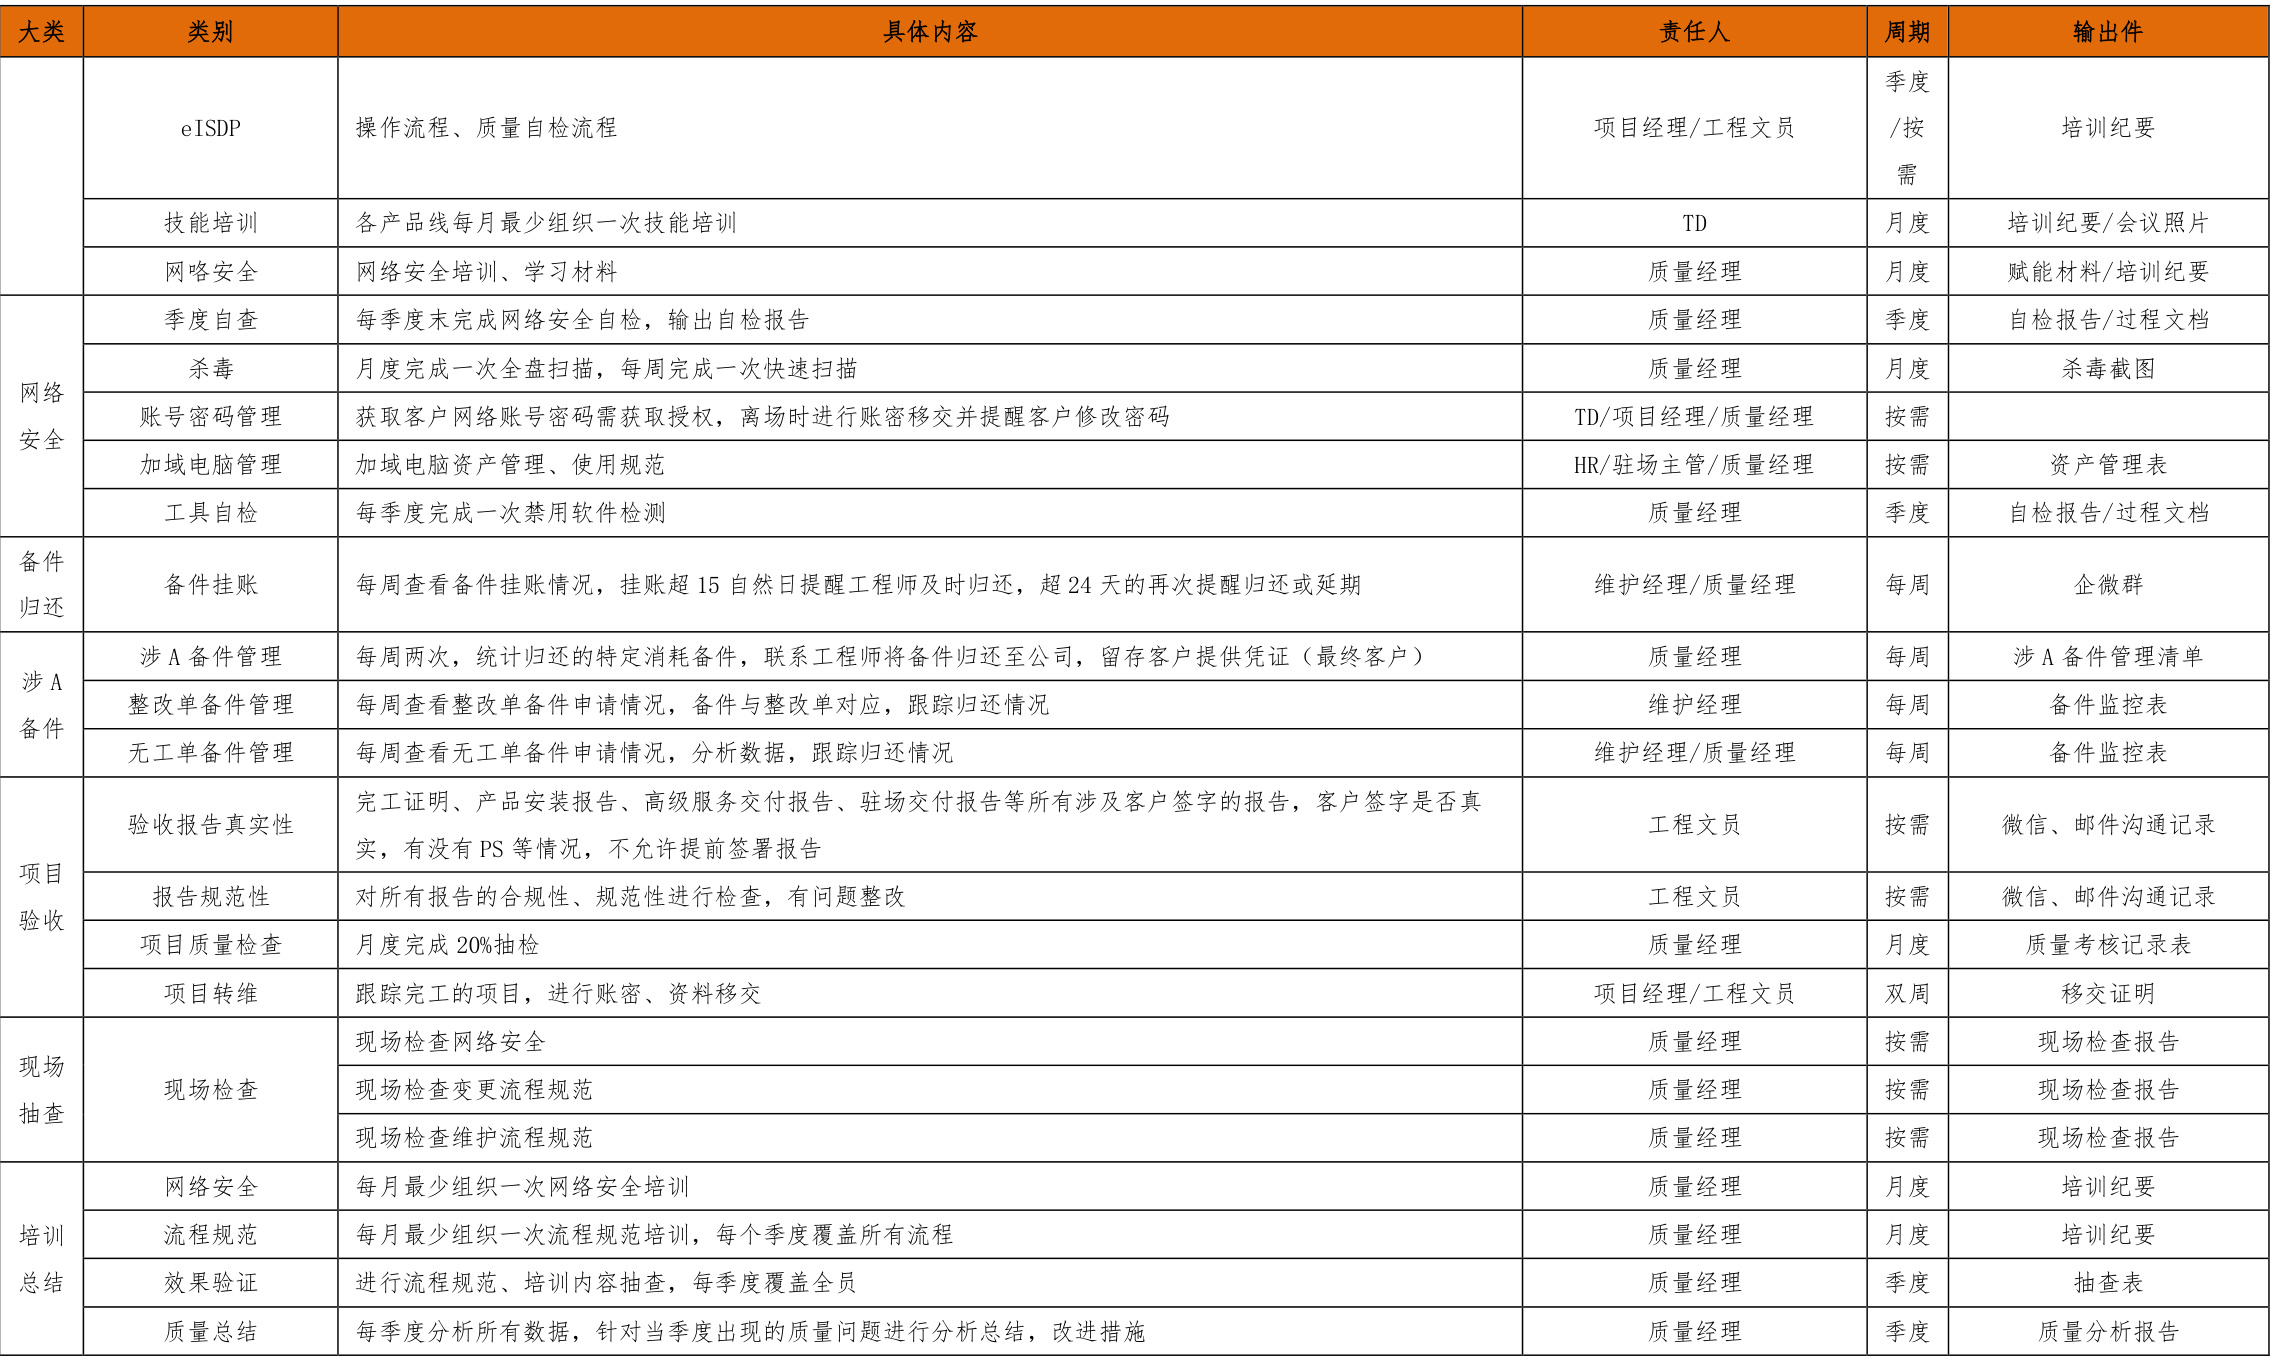 大类 类别 具体内容 责任人 周期 输出件
eISDP 操作流程、质量自检流程 项目经理/工程文员 季度/按需 培训纪要
技能培训 各产品线每月最少组织一次技能培训 TD 月度 培训纪要/会议照片
网咯安全 网络安全培训、学习材料 质量经理 月度 赋能材料/培训纪要
网络安全
季度自查 每季度末完成网络安全自检，输出自检报告 质量经理 季度 自检报告/过程文档
杀毒 月度完成一次全盘扫描，每周完成一次快速扫描 质量经理 月度 杀毒截图
账号密码管理 获取客户网络账号密码需获取授权，离场时进行账密移交并提醒客户修改密码 TD/项目经理/质量经理 按需
加域电脑管理 加域电脑资产管理、使用规范 HR/驻场主管/质量经理 按需 资产管理表
工具自检 每季度完成一次禁用软件检测 质量经理 季度 自检报告/过程文档
备件归还
备件挂账 每周查看备件挂账情况，挂账超 15 自然日提醒工程师及时归还，超 24 天的再次提醒归还或延期 维护经理/质量经理 每周 企微群
涉 A 备件
涉 A 备件管理 每周两次，统计归还的特定消耗备件，联系工程师将备件归还至公司，留存客户提供凭证（最终客户） 质量经理 每周 涉 A 备件管理清单
整改单备件管理 每周查看整改单备件申请情况，备件与整改单对应，跟踪归还情况 维护经理 每周 备件监控表
无工单备件管理 每周查看无工单备件申请情况，分析数据，跟踪归还情况 维护经理/质量经理 每周 备件监控表
项目验收
验收报告真实性 完工证明、产品安装报告、高级服务交付报告、驻场交付报告等所有涉及客户签字的报告，客户签字是否真
实，有没有 PS 等情况，不允许提前签署报告 工程文员 按需 微信、邮件沟通记录
报告规范性 对所有报告的合规性、规范性进行检查，有问题整改 工程文员 按需 微信、邮件沟通记录
项目质量检查 月度完成 20%抽检 质量经理 月度 质量考核记录表
项目转维 跟踪完工的项目，进行账密、资料移交 项目经理/工程文员 双周 移交证明
现场抽查
现场检查
现场检查网络安全 质量经理 按需 现场检查报告
现场检查变更流程规范 质量经理 按需 现场检查报告
现场检查维护流程规范 质量经理 按需 现场检查报告
培训总结
网络安全 每月最少组织一次网络安全培训 质量经理 月度 培训纪要
流程规范 每月最少组织一次流程规范培训，每个季度覆盖所有流程 质量经理 月度 培训纪要
效果验证 进行流程规范、培训内容抽查，每季度覆盖全员 质量经理 季度 抽查表
质量总结 每季度分析所有数据，针对当季度出现的质量问题进行分析总结，改进措施 质量经理 季度 质量分析报告